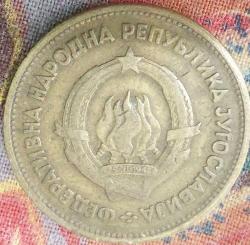 ФЕДЕРАТИВНА НАРОДНА РЕПУБЛИКА ЈУГОСЛАВИЈА